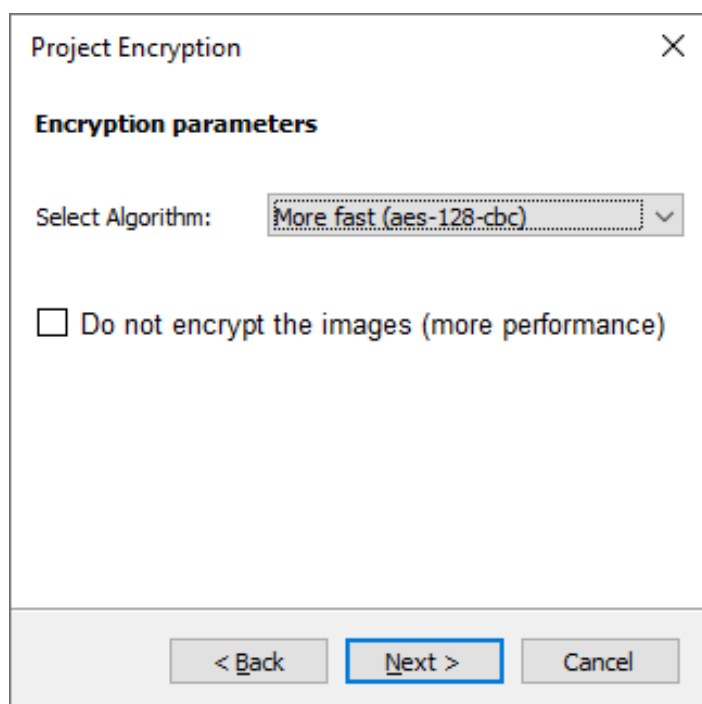 Project Encryption
Encryption parameters
Select Algorithm: More fast (aes-128-cbc)
Do not encrypt the images (more performance)
< Back Next > Cancel